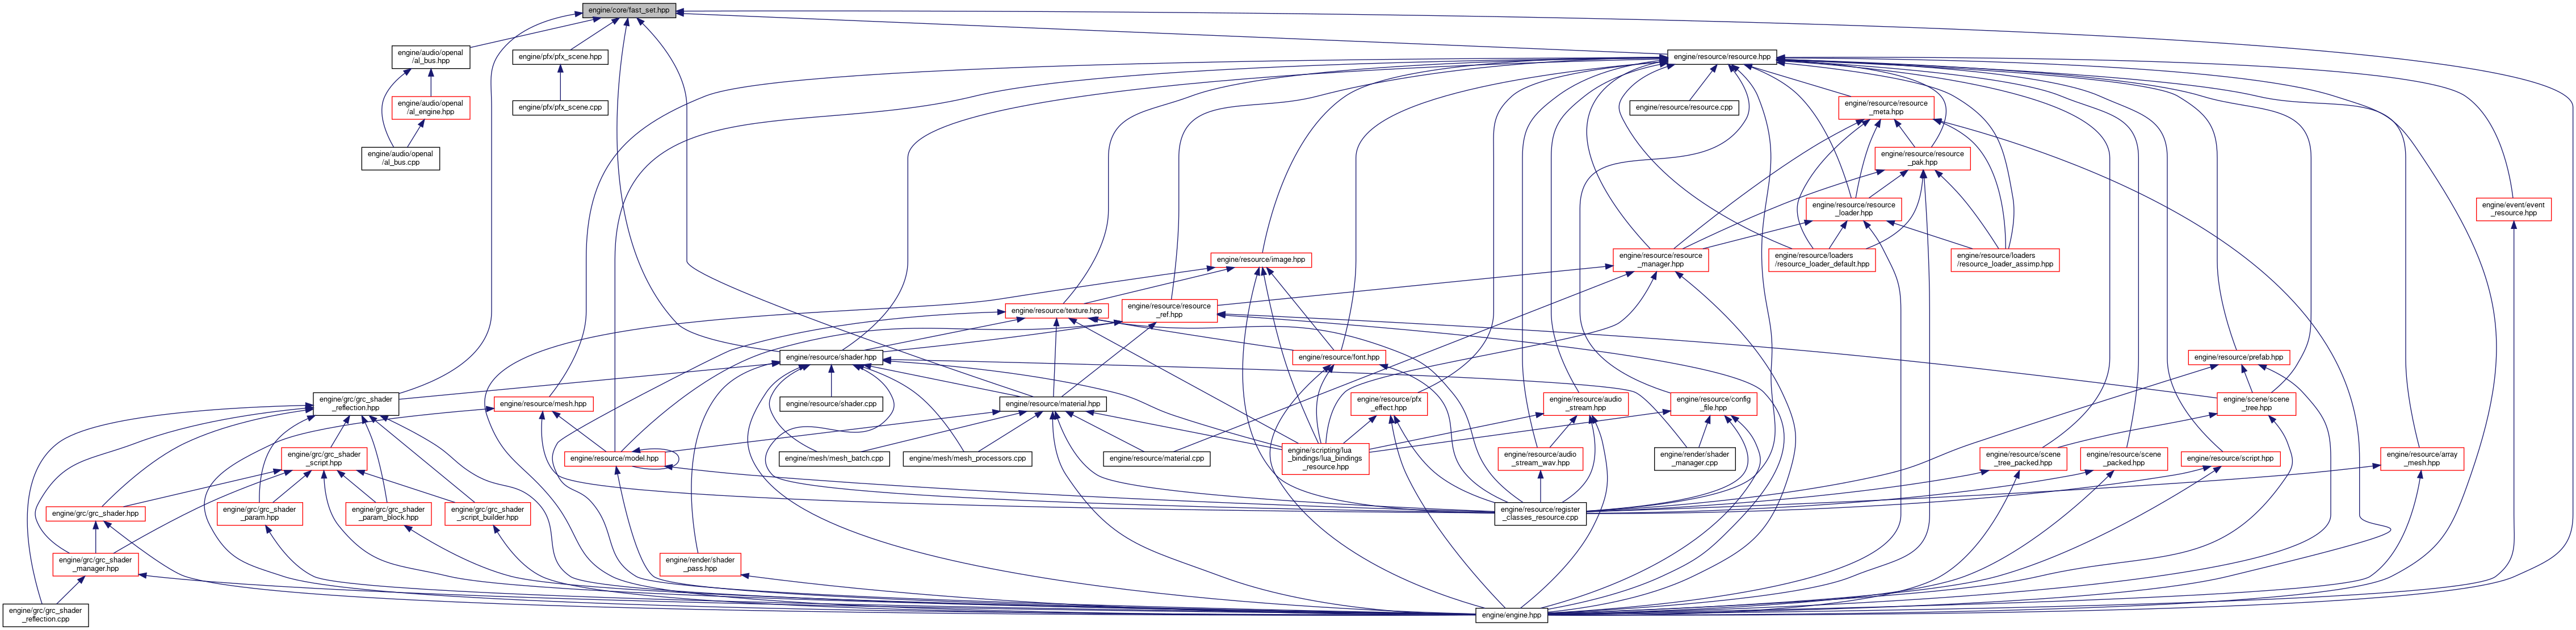 engine/core/fast_set.hpp
engine/audio/openal
/al_bus.hpp
engine/pfx/pfx_scene.hpp
engine/resource/resource.hpp
engine/audio/openal
/al_engine.hpp
engine/pfx/pfx_scene.cpp
engine/resource/resource.cpp
engine/resource/resource
_meta.hpp
engine/audio/openal
/al_bus.cpp
engine/resource/resource
_pak.hpp
engine/resource/resource
_loader.hpp
engine/event/event
_resource.hpp
engine/resource/image.hpp
engine/resource/resource
_manager.hpp
engine/resource/loaders
/resource_loader_default.hpp
engine/resource/loaders
/resource_loader_assimp.hpp
engine/resource/texture.hpp
engine/resource/resource
_ref.hpp
engine/resource/shader.hpp
engine/resource/font.hpp
engine/resource/prefab.hpp
engine/grc/grc_shader
_reflection.hpp
engine/resource/mesh.hpp
engine/resource/shader.cpp
engine/resource/material.hpp
engine/resource/pfx
_effect.hpp
engine/resource/audio
_stream.hpp
engine/resource/config
_file.hpp
engine/scene/scene
_tree.hpp
engine/grc/grc_shader
_script.hpp
engine/resource/model.hpp
engine/mesh/mesh_batch.cpp
engine/mesh/mesh_processors.cpp
engine/resource/material.cpp
engine/scripting/lua
_bindings/lua_bindings
_resource.hpp
engine/resource/audio
_stream_wav.hpp
engine/render/shader
_manager.cpp
engine/resource/scene
_tree_packed.hpp
engine/resource/scene
_packed.hpp
engine/resource/script.hpp
engine/resource/array
_mesh.hpp
engine/grc/grc_shader.hpp
engine/grc/grc_shader
_param.hpp
engine/grc/grc_shader
_param_block.hpp
engine/grc/grc_shader
_script_builder.hpp
engine/resource/register
_classes_resource.cpp
engine/grc/grc_shader
_manager.hpp
engine/render/shader
_pass.hpp
engine/grc/grc_shader
_reflection.cpp
engine/engine.hpp